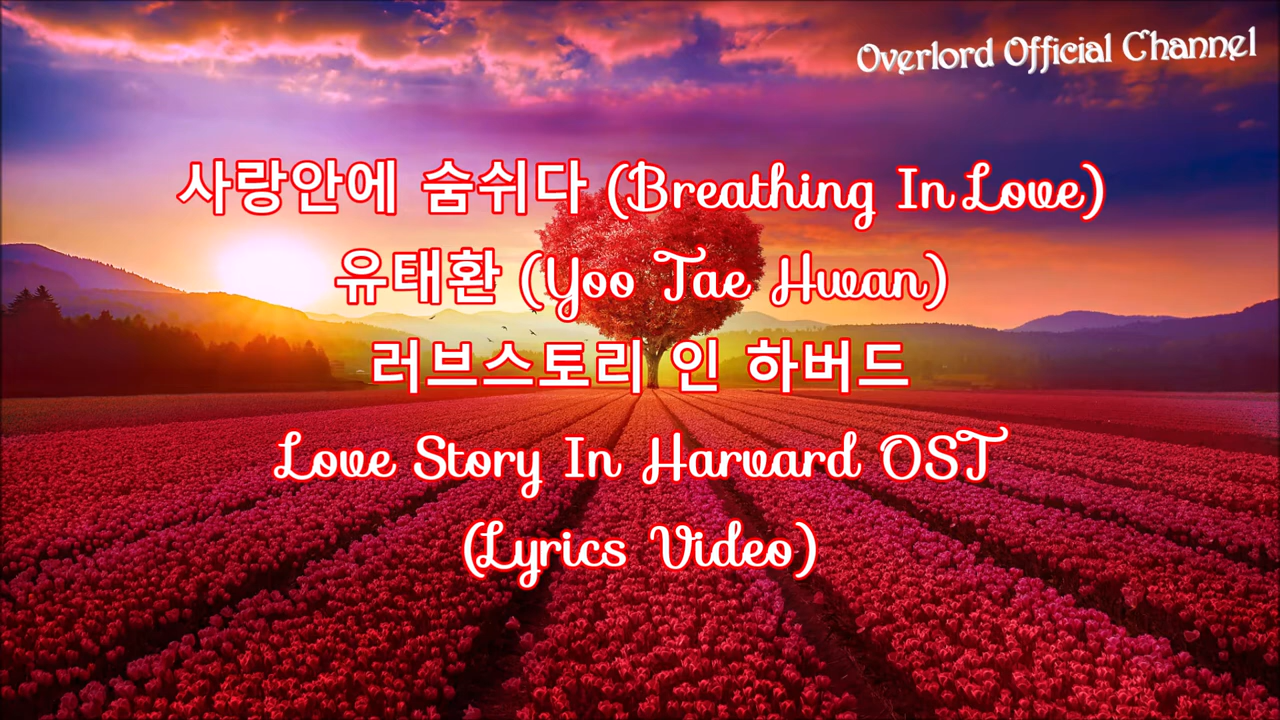 Overlord Official Channel
사랑안에 숨쉬다 (Breathing In Love)
유태환 (Yoo Tae Hwan)
러브스토리 인 하버드
Love Story In Harvard OST
(Lyrics Video)